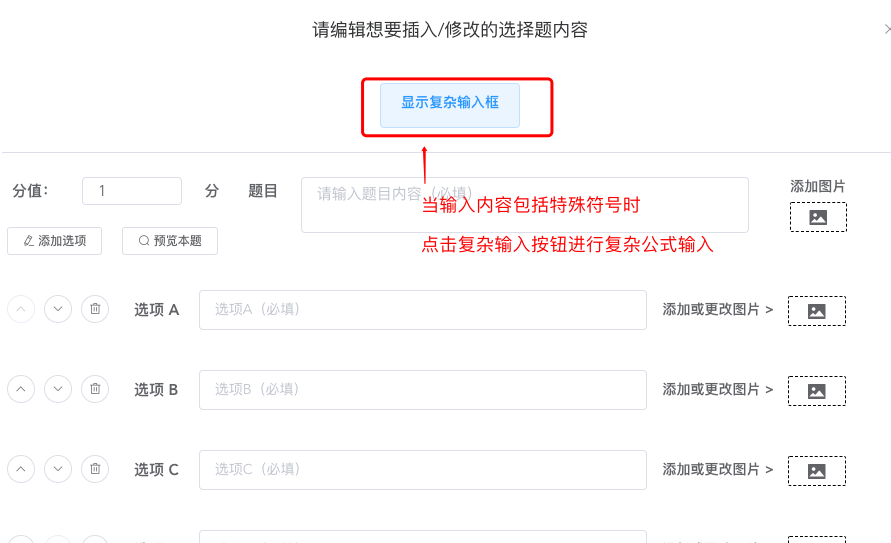 请编辑想要插入/修改的选择题内容
显示复杂输入框
分值：
1
分
题目
请输入题目内容（必填）
添加图片
当输入内容包括特殊符号时
点击复杂输入按钮进行复杂公式输入
添加选项
预览本题
选项 A
选项A（必填）
添加或更改图片 >
选项 B
选项B（必填）
添加或更改图片 >
选项 C
选项C（必填）
添加或更改图片 >